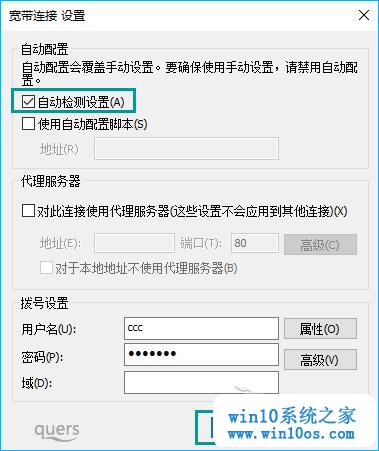 宽带连接 设置
自动配置
自动配置会覆盖手动设置。要确保使用手动设置，请禁用自动配置。
自动检测设置(A)
使用自动配置脚本(S)
地址(R)
代理服务器
对此连接使用代理服务器(这些设置不会应用到其他连接)(X)
地址(E): 端口(T): 80 高级(C)
对于本地地址不使用代理服务器(B)
拨号设置
用户名(U): ccc 属性(O)
密码(P): ●●●●●●● 高级(V)
域(D):
quers
win10系统之家
www.win10os.com